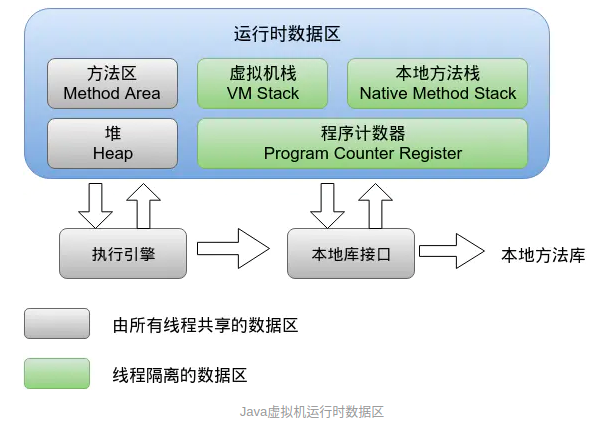 运行时数据区
方法区
Method Area
虚拟机栈
VM Stack
本地方法栈
Native Method Stack
堆
Heap
程序计数器
Program Counter Register
执行引擎
本地库接口
本地方法库
由所有线程共享的数据区
线程隔离的数据区
Java虚拟机运行时数据区